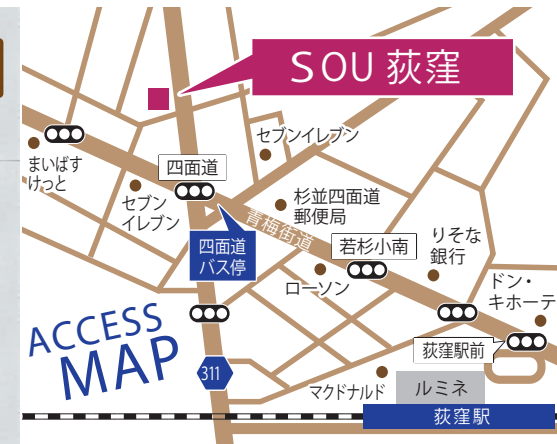 SOU 荻窪
セブンイレブン
まいばす
けっと
四面道
セブン
イレブン
杉並四面道
郵便局
青梅街道
四面道
バス停
若杉小南
りそな
銀行
ローソン
ドン・
キホーテ
ACCESS
MAP
311
荻窪駅前
マクドナルド
ルミネ
荻窪駅